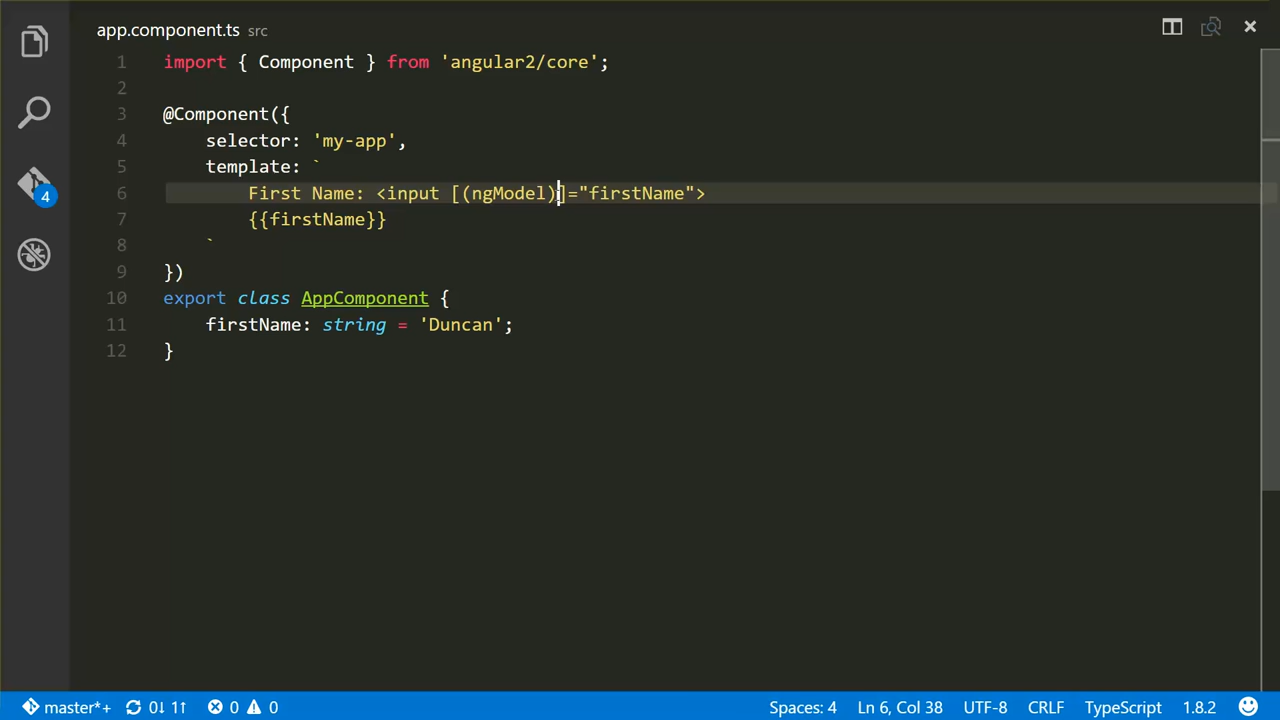 app.component.ts src
1 import { Component } from 'angular2/core';
2
3 @Component({
4 selector: 'my-app',
5 template: `
6 First Name: <input [(ngModel)]="firstName">
7 {{firstName}}
8 `
9 })
10 export class AppComponent {
11 firstName: string = 'Duncan';
12 }
4
master*+ 0↓ 1↑ 0 0 Spaces: 4 Ln 6, Col 38 UTF-8 CRLF TypeScript 1.8.2